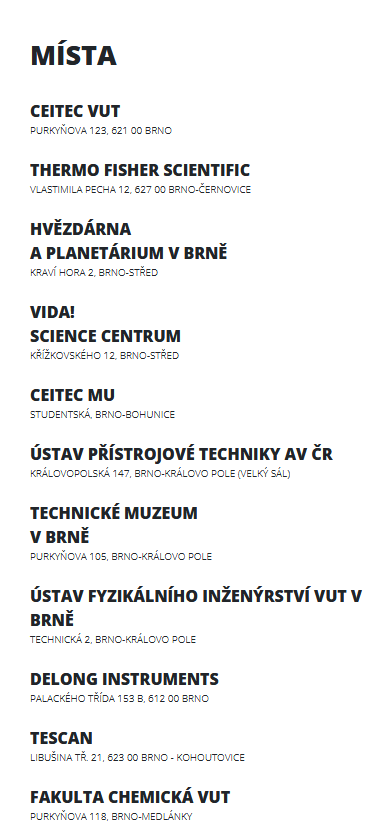 MÍSTA
CEITEC VUT
PURKYŇOVA 123, 621 00 BRNO
THERMO FISHER SCIENTIFIC
VLASTIMILA PECHA 12, 627 00 BRNO-ČERNOVICE
HVĚZDÁRNA
A PLANETÁRIUM V BRNĚ
KRAVÍ HORA 2, BRNO-STŘED
VIDA!
SCIENCE CENTRUM
KŘÍŽKOVSKÉHO 12, BRNO-STŘED
CEITEC MU
STUDENTSKÁ, BRNO-BOHUNICE
ÚSTAV PŘÍSTROJOVÉ TECHNIKY AV ČR
KRÁLOVOPOLSKÁ 147, BRNO-KRÁLOVO POLE (VELKÝ SÁL)
TECHNICKÉ MUZEUM
V BRNĚ
PURKYŇOVA 105, BRNO-KRÁLOVO POLE
ÚSTAV FYZIKÁLNÍHO INŽENÝRSTVÍ VUT V
BRNĚ
TECHNICKÁ 2, BRNO-KRÁLOVO POLE
DELONG INSTRUMENTS
PALACKÉHO TŘÍDA 153 B, 612 00 BRNO
TESCAN
LIBUŠINA TŘ. 21, 623 00 BRNO - KOHOUTOVICE
FAKULTA CHEMICKÁ VUT
PURKYŇOVA 118, BRNO-MEDLÁNKY